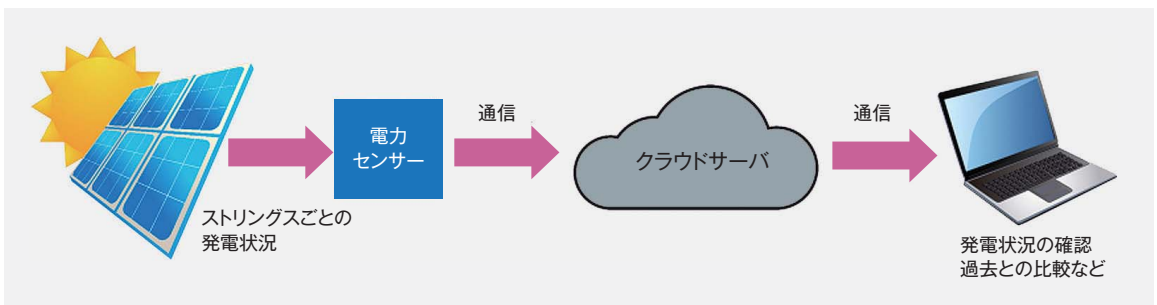 ストリングスごとの
発電状況
電力
センサー
通信
クラウドサーバ
通信
発電状況の確認
過去との比較など